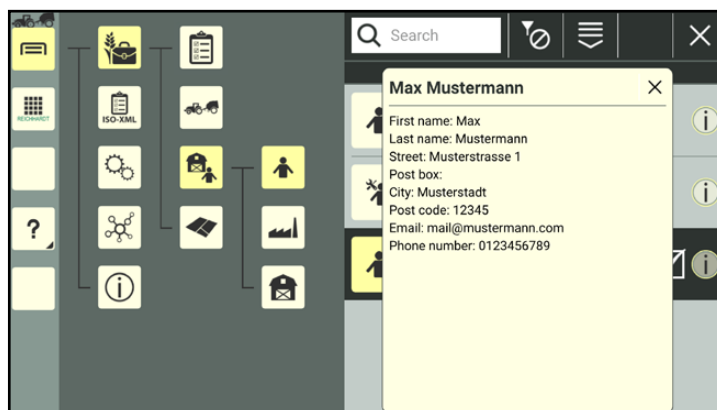 Search
REICHHARDT
ISO-XML
?
Max Mustermann
First name: Max
Last name: Mustermann
Street: Musterstrasse 1
Post box:
City: Musterstadt
Post code: 12345
Email: mail@mustermann.com
Phone number: 0123456789